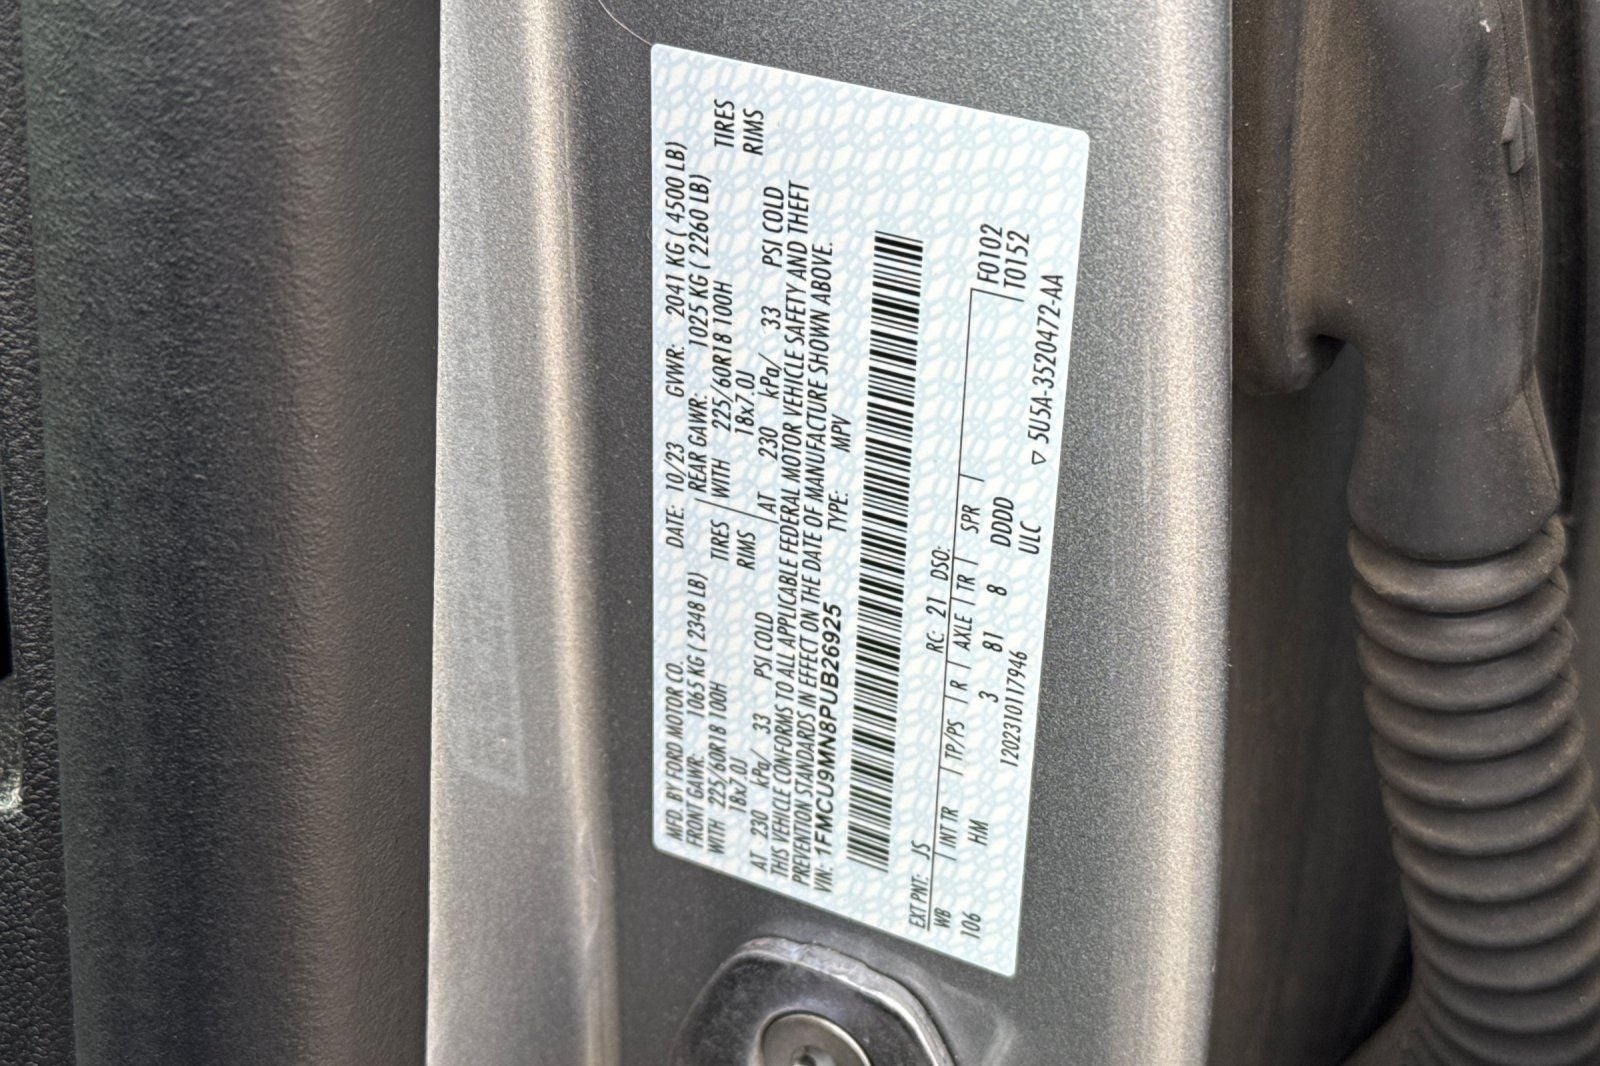 MFD. BY FORD MOTOR CO. DATE: 10/23 GVWR: 2041 KG ( 4500 LB)
FRONT GAWR: 1065 KG ( 2348 LB) REAR GAWR: 1025 KG ( 2260 LB)
WITH 225/60R18 100H TIRES WITH 225/60R18 100H TIRES
18x7.0J RIMS 18x7.0J RIMS
AT 230 kPa/ 33 PSI COLD AT 230 kPa/ 33 PSI COLD
THIS VEHICLE CONFORMS TO ALL APPLICABLE FEDERAL MOTOR VEHICLE SAFETY AND THEFT
PREVENTION STANDARDS IN EFFECT ON THE DATE OF MANUFACTURE SHOWN ABOVE.
VIN: 1FMCU9MN8PUB26925 TYPE: MPV
EXT PNT: JS RC: 21 DSO:
WB | INT TR | TP/PS | R | AXLE | TR | SPR | F0102
106 HM 3 81 8 DDDD T0152
12023101 17946 ULC ▽ 5U5A-3520472-AA